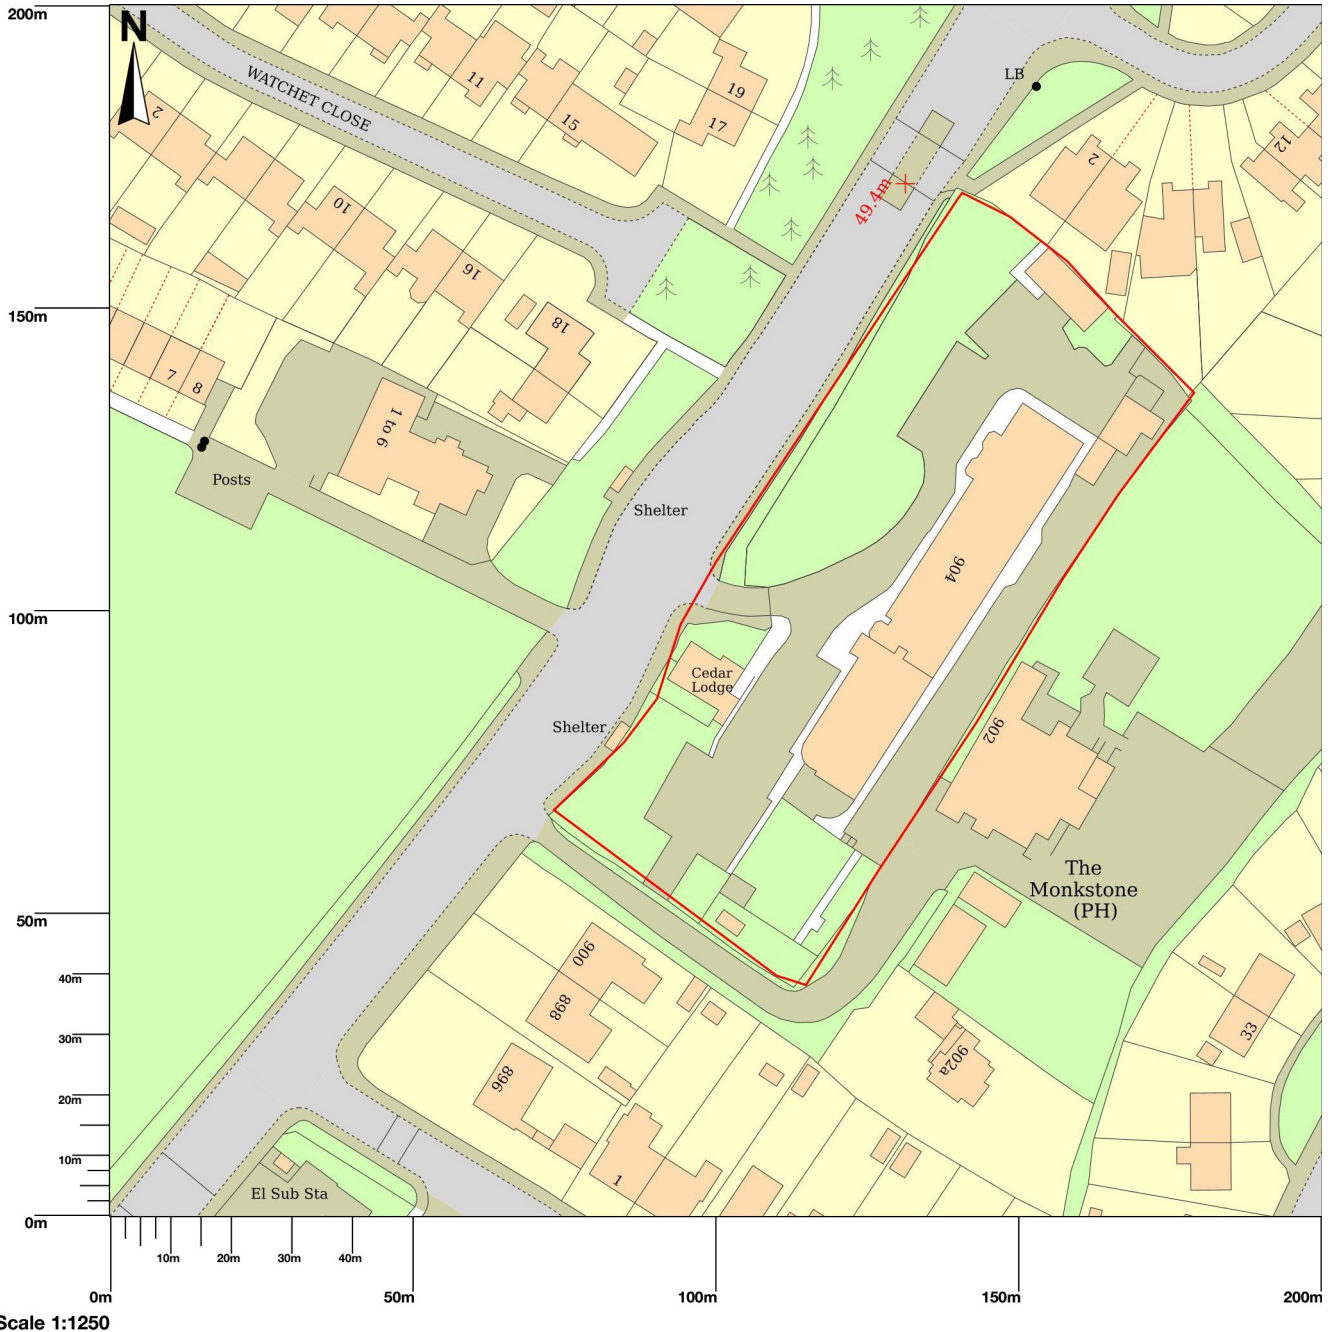 200m
N
WATCHET CLOSE
11
15
19
17
LB
2
2
12
49.4m
10
16
18
150m
7
8
1 to 6
Posts
Shelter
904
100m
Cedar
Lodge
Shelter
902
The
Monkstone
(PH)
50m
900
898
896
902a
33
1
El Sub Sta
40m
30m
20m
10m
0m
10m
20m
30m
40m
0m
50m
100m
150m
200m
Scale 1:1250